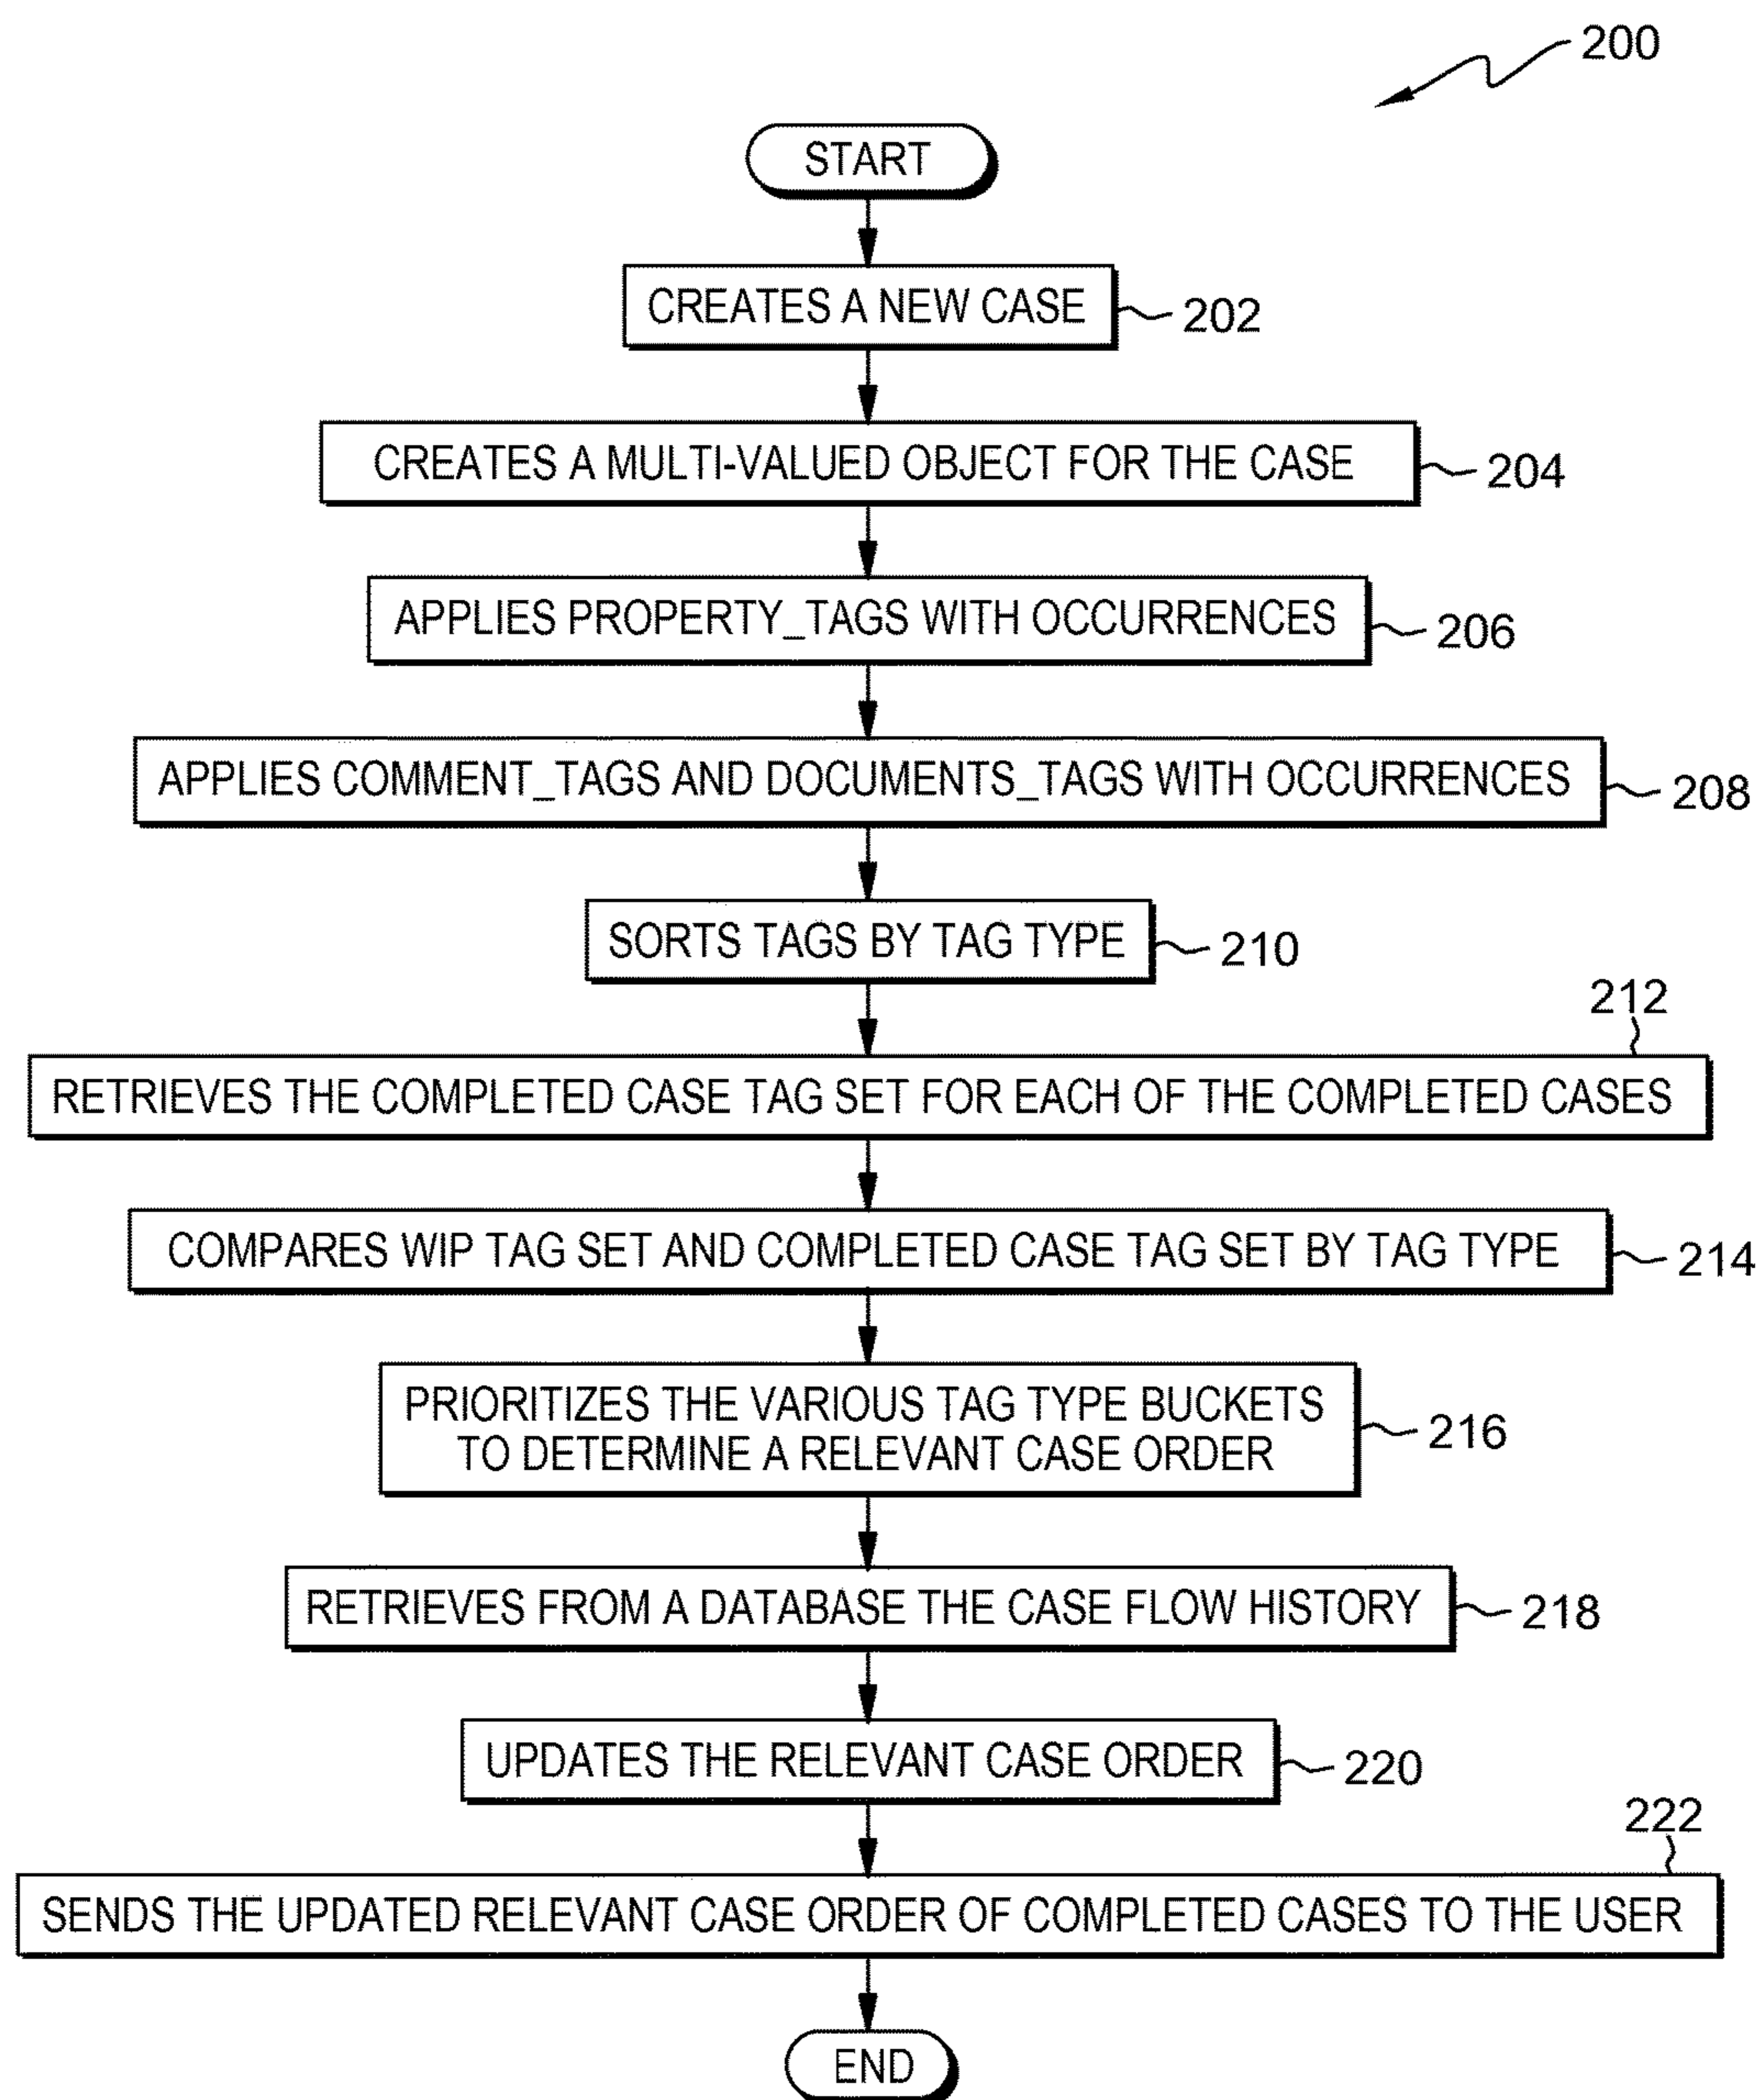 200
START
CREATES A NEW CASE
202
CREATES A MULTI-VALUED OBJECT FOR THE CASE
204
APPLIES PROPERTY_TAGS WITH OCCURRENCES
206
APPLIES COMMENT_TAGS AND DOCUMENTS_TAGS WITH OCCURRENCES
208
SORTS TAGS BY TAG TYPE
210
212
RETRIEVES THE COMPLETED CASE TAG SET FOR EACH OF THE COMPLETED CASES
COMPARES WIP TAG SET AND COMPLETED CASE TAG SET BY TAG TYPE
214
PRIORITIZES THE VARIOUS TAG TYPE BUCKETS
TO DETERMINE A RELEVANT CASE ORDER
216
RETRIEVES FROM A DATABASE THE CASE FLOW HISTORY
218
UPDATES THE RELEVANT CASE ORDER
220
222
SENDS THE UPDATED RELEVANT CASE ORDER OF COMPLETED CASES TO THE USER
END